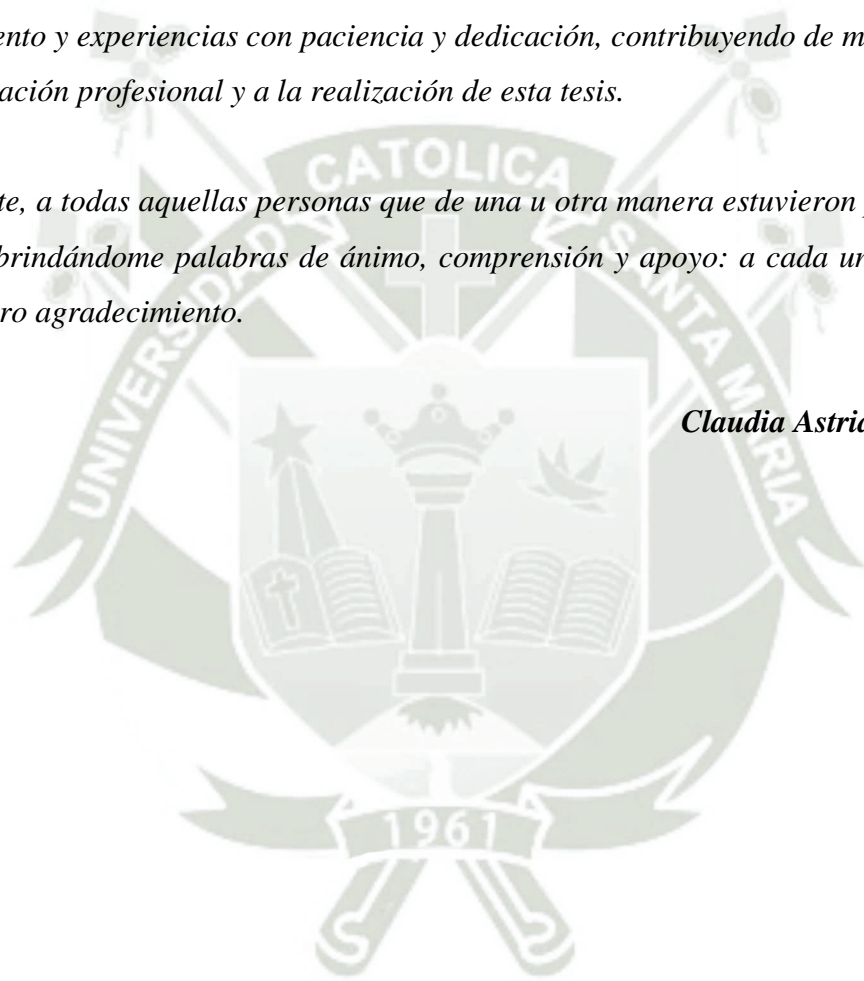 ento y experiencias con paciencia y dedicación, contribuyendo de m
ación profesional y a la realización de esta tesis.
te, a todas aquellas personas que de una u otra manera estuvieron
brindándome palabras de ánimo, comprensión y apoyo: a cada un
ro agradecimiento.
Claudia Astrid
UNIVERSIDAD CATOLICA SANTA MARIA
1961